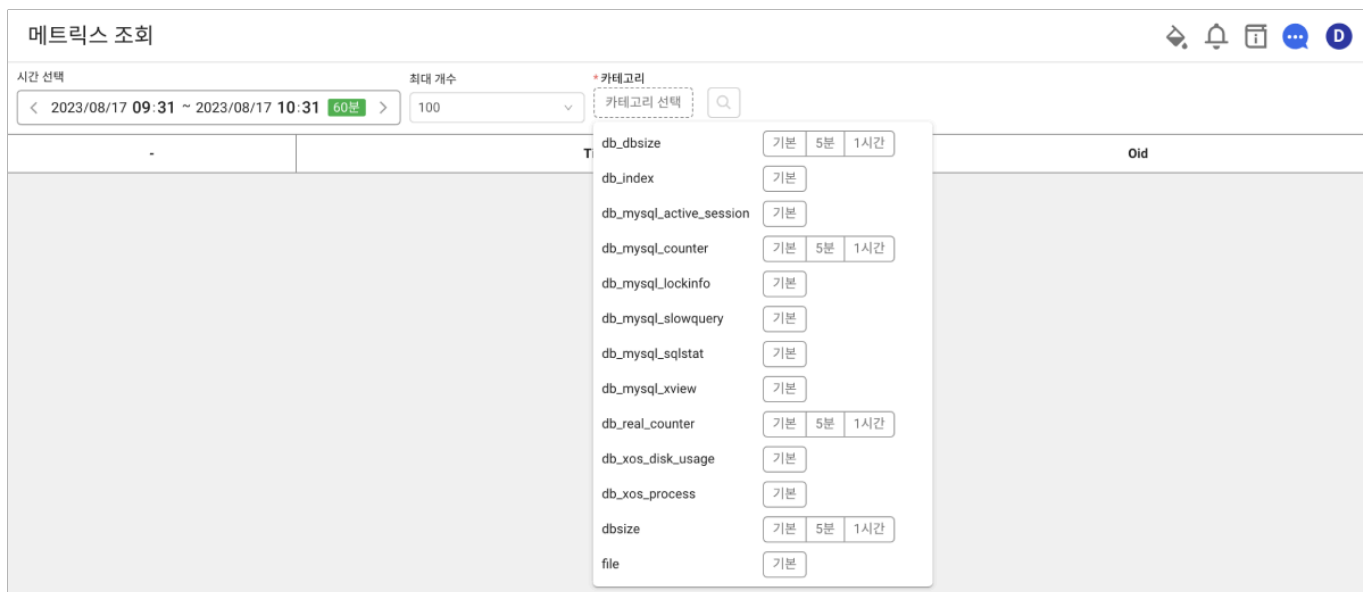 메트릭스 조회
D
시간 선택
최대 개수
* 카테고리
2023/08/17 09:31 ~ 2023/08/17 10:31 60분
100
카테고리 선택
-
Oid
db_dbsize 기본 5분 1시간
db_index 기본
db_mysql_active_session 기본
db_mysql_counter 기본 5분 1시간
db_mysql_lockinfo 기본
db_mysql_slowquery 기본
db_mysql_sqlstat 기본
db_mysql_xview 기본
db_real_counter 기본 5분 1시간
db_xos_disk_usage 기본
db_xos_process 기본
dbsize 기본 5분 1시간
file 기본